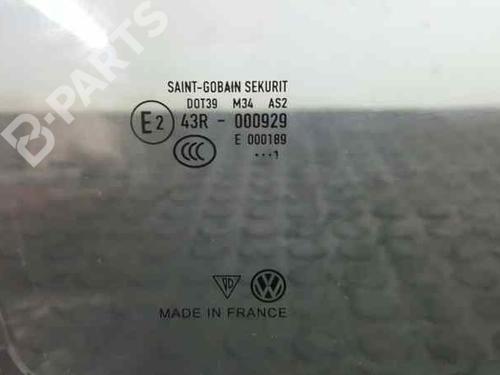 B-PARTS
SAINT-GOBAIN SEKURIT
DOT39 M34 AS2
E2 43R - 000929
E 000189
CCC
···1
VW
MADE IN FRANCE